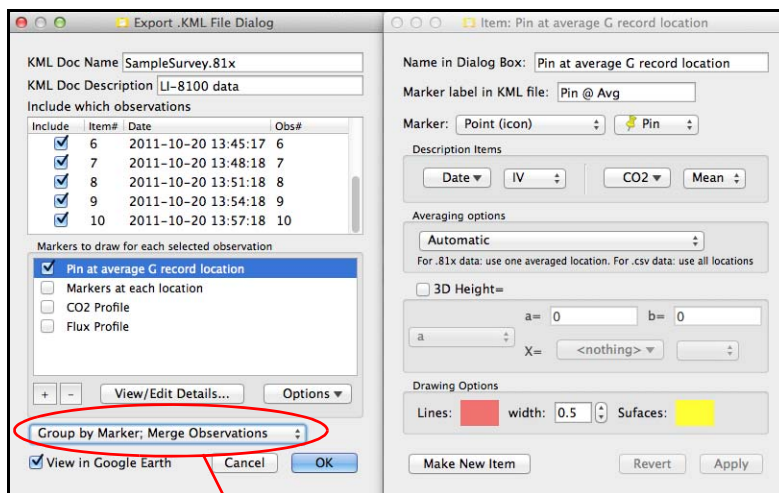 Export .KML File Dialog
KML Doc Name SampleSurvey.81x
KML Doc Description LI-8100 data
Include which observations
Include Item# Date Obs#
6 2011-10-20 13:45:17 6
7 2011-10-20 13:48:18 7
8 2011-10-20 13:51:18 8
9 2011-10-20 13:54:18 9
10 2011-10-20 13:57:18 10
Markers to draw for each selected observation
Pin at average G record location
Markers at each location
CO2 Profile
Flux Profile
+ - View/Edit Details... Options
Group by Marker; Merge Observations
View in Google Earth Cancel OK
Item: Pin at average G record location
Name in Dialog Box: Pin at average G record location
Marker label in KML file: Pin @ Avg
Marker: Point (icon) Pin
Description Items
Date IV CO2 Mean
Averaging options
Automatic
For .81x data: use one averaged location. For .csv data: use all locations
3D Height=
a= 0 b= 0
a
X= <nothing>
Drawing Options
Lines: width: 0.5 Sufaces:
Make New Item Revert Apply